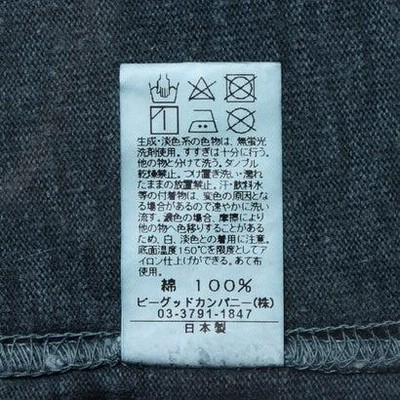 生成・淡色系の色物は、無蛍光
洗剤使用。すすぎは十分に行う。
他の物と分けて洗う。タンブル
乾燥禁止。つけ置き洗い・濡れ
たままの放置禁止。汗・飲料水
等の付着物は、変色の原因とな
る場合があるので速やかに洗い
流す。濃色の場合、摩擦により
他の物へ色移りすることがある
ため、白、淡色との着用に注意。
底面温度150℃を限度としてア
イロン仕上げができる。あて布
使用。
綿 100%
ビーグッドカンパニー(株)
03-3791-1847
日本製